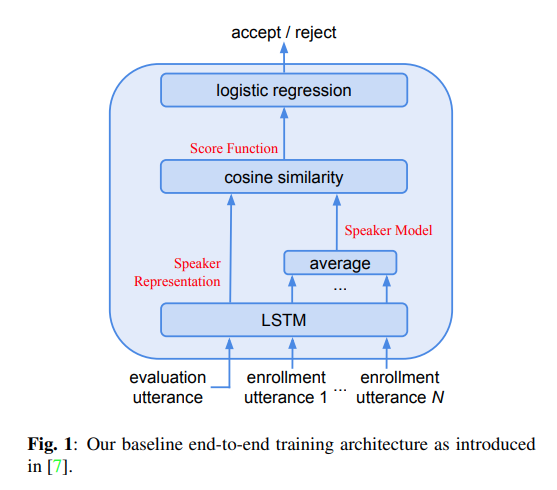 accept / reject
logistic regression
Score Function
cosine similarity
Speaker Model
Speaker
Representation
average
...
LSTM
evaluation
utterance
enrollment
utterance 1
...
enrollment
utterance N
Fig. 1: Our baseline end-to-end training architecture as introduced
in [7].